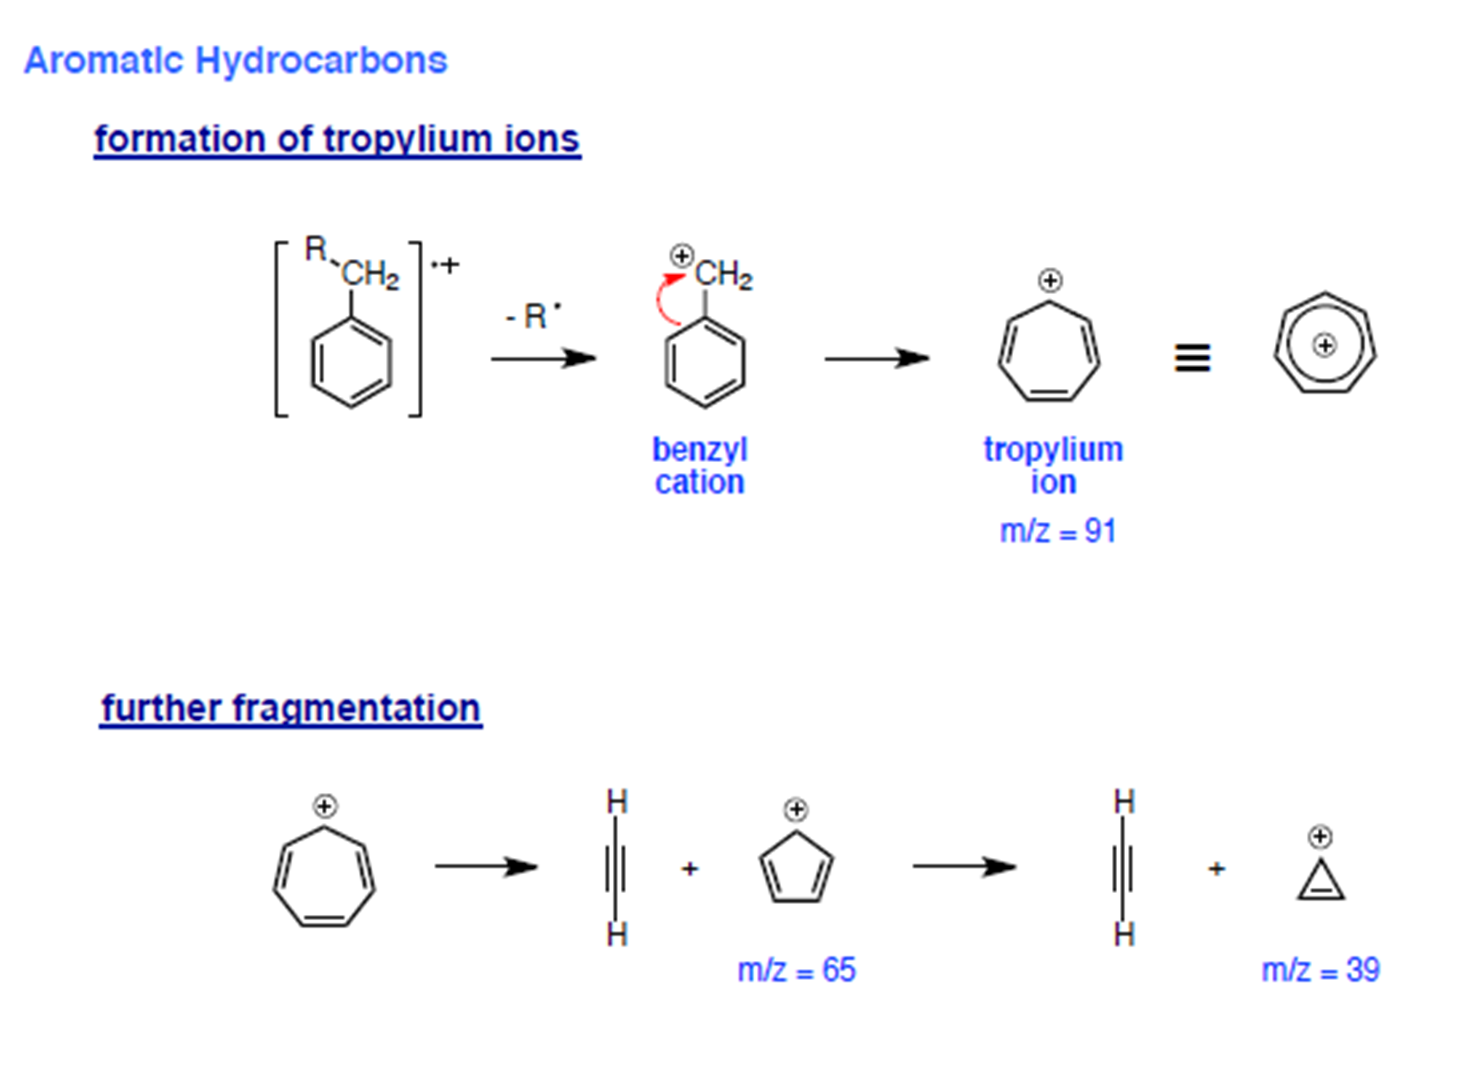 Aromatic Hydrocarbons
formation of tropylium ions
R
CH₂
·+
- R·
⊕
CH₂
⊕
≡
⊕
benzyl
cation
tropylium
ion
m/z = 91
further fragmentation
⊕
H
H
+
⊕
m/z = 65
H
H
+
⊕
m/z = 39